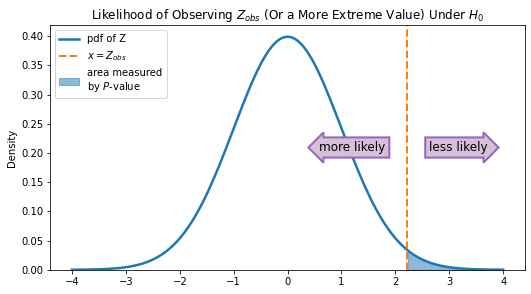 Likelihood of Observing Z_obs (Or a More Extreme Value) Under H_0
pdf of Z
x = Z_obs
area measured
by P-value
more likely
less likely
Density
0.40
0.35
0.30
0.25
0.20
0.15
0.10
0.05
0.00
−4 −3 −2 −1 0 1 2 3 4